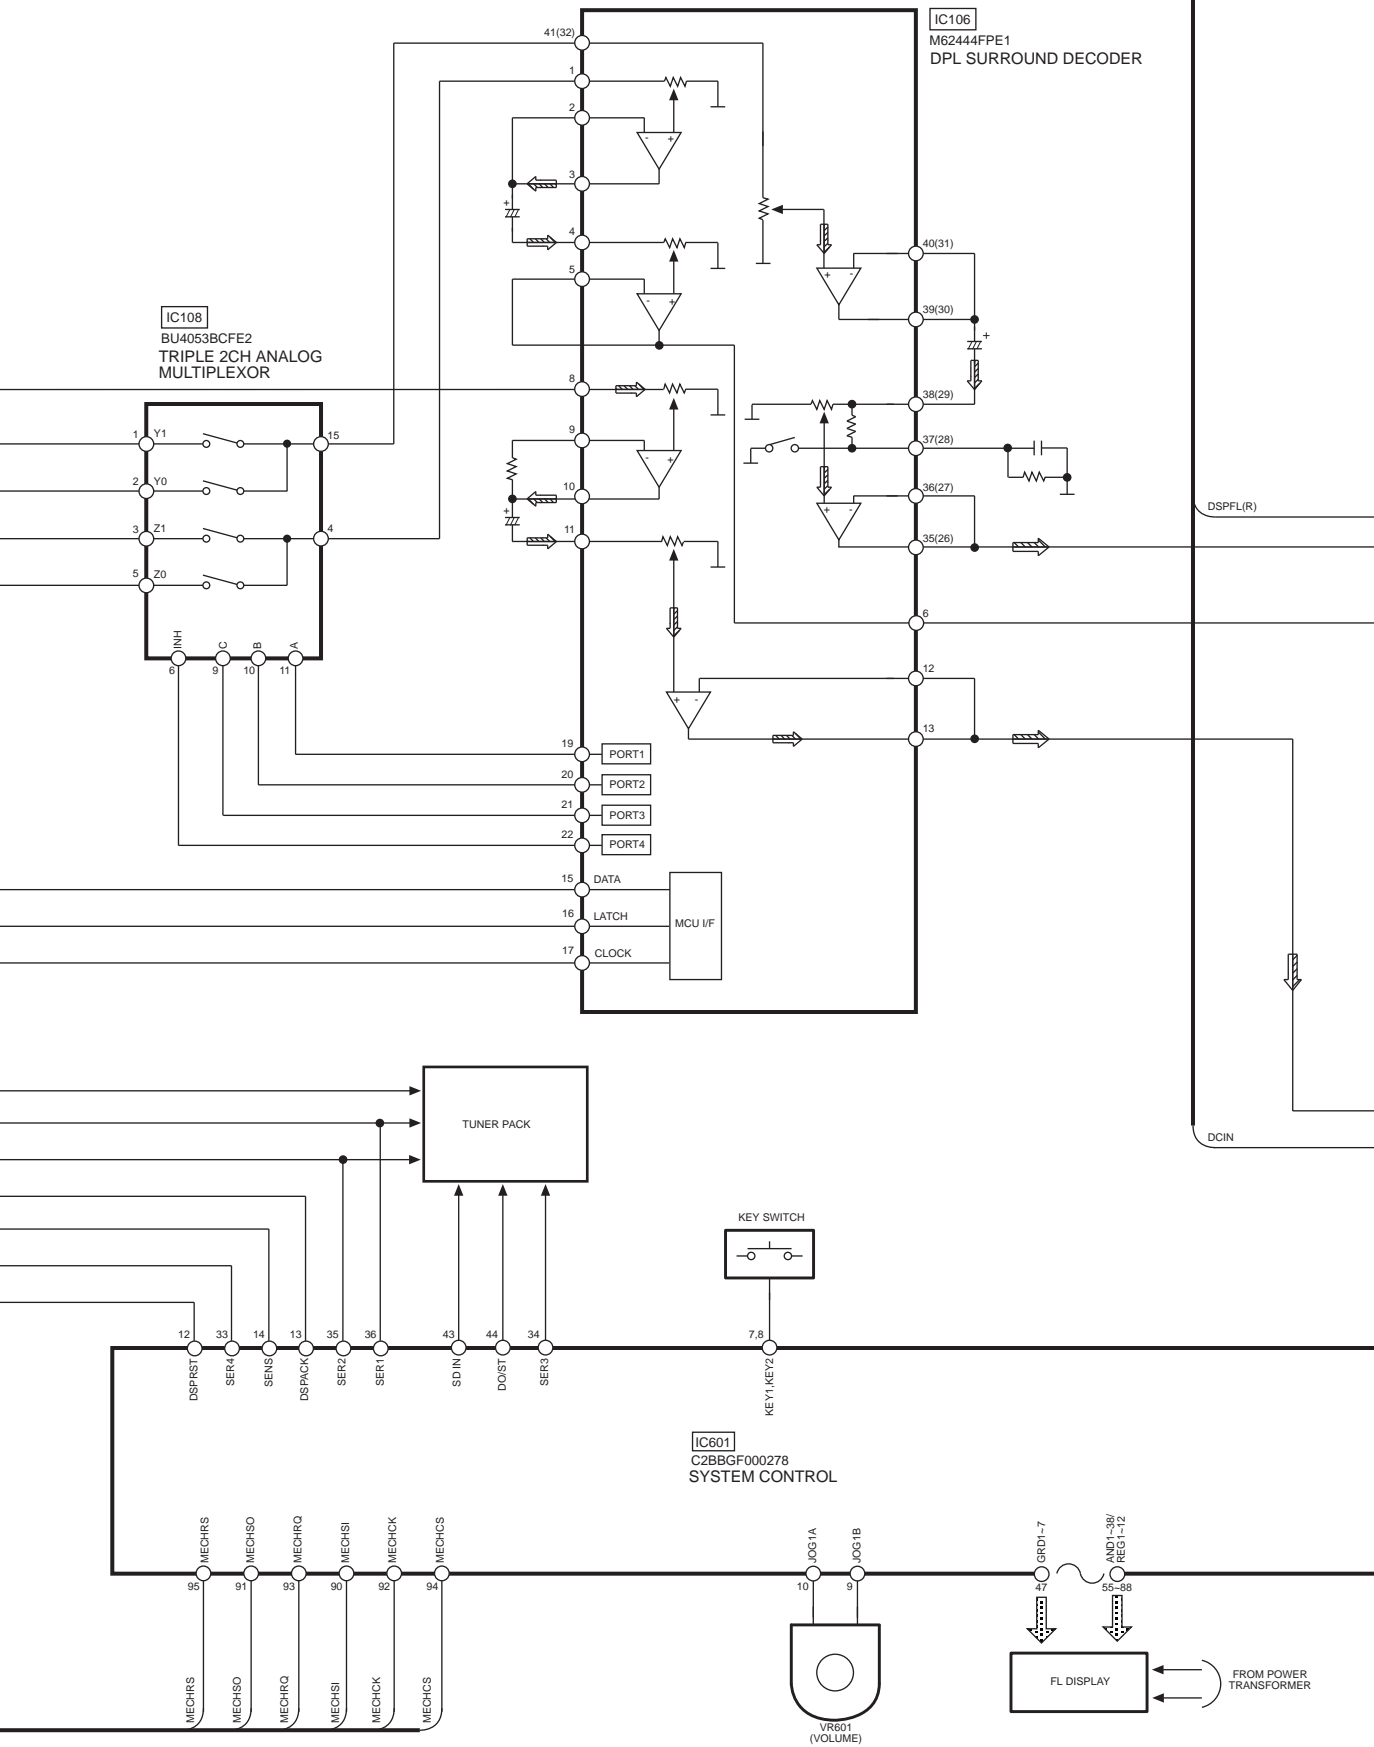 IC106
M62444FPE1
DPL SURROUND DECODER
41(32)
1
2
-
+
3
+
4
5
-
+
40(31)
+
-
39(30)
+
IC108
BU4053BCFE2
TRIPLE 2CH ANALOG
MULTIPLEXOR
8
38(29)
1
Y1
15
9
-
+
37(28)
2
Y0
10
36(27)
+
-
+
3
Z1
4
11
35(26)
DSPFL(R)
5
Z0
6
INH
C
B
A
6
9
10
11
12
+
-
13
19
PORT1
20
PORT2
21
PORT3
22
PORT4
15
DATA
16
LATCH
MCU I/F
17
CLOCK
TUNER PACK
DCIN
KEY SWITCH
12
33
14
13
35
36
43
44
34
7,8
DSPRST
SER4
SENS
DSPACK
SER2
SER1
SD IN
DO/ST
SER3
KEY1,KEY2
IC601
C2BBGF000278
SYSTEM CONTROL
MECHRS
MECHSO
MECHRQ
MECHSI
MECHCK
MECHCS
JOG1A
JOG1B
GRD1~7
AND1~38/
REG1~12
95
91
93
90
92
94
10
9
47
55~88
MECHRS
MECHSO
MECHRQ
MECHSI
MECHCK
MECHCS
FL DISPLAY
FROM POWER
TRANSFORMER
VR601
(VOLUME)